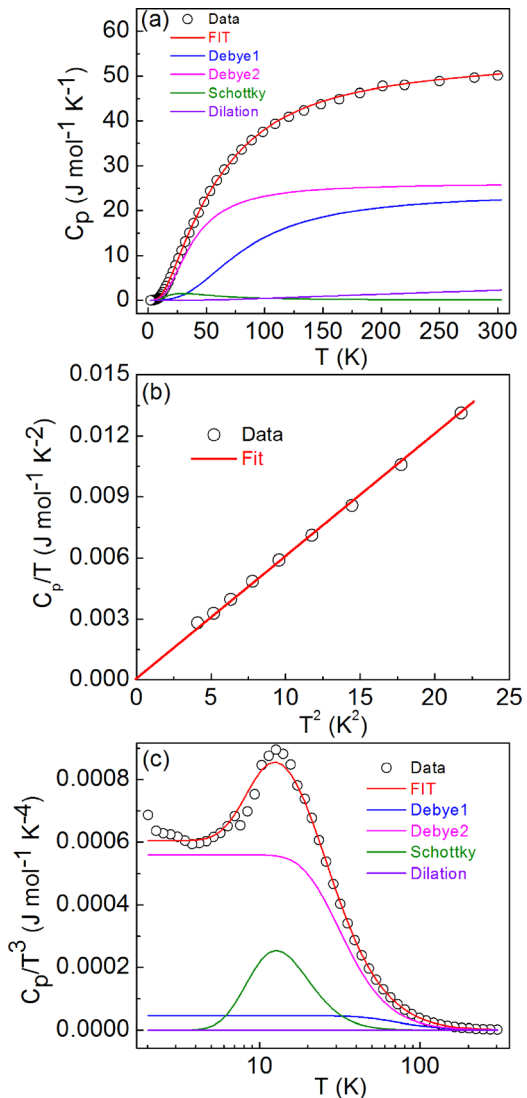 (a)
Data
FIT
Debye1
Debye2
Schottky
Dilation
60
50
40
30
20
10
0
C_p (J mol⁻¹ K⁻¹)
0 50 100 150 200 250 300
T (K)
(b)
Data
Fit
0.015
0.012
0.009
0.006
0.003
0.000
C_p/T (J mol⁻¹ K⁻²)
0 5 10 15 20 25
T² (K²)
(c)
Data
FIT
Debye1
Debye2
Schottky
Dilation
0.0008
0.0006
0.0004
0.0002
0.0000
C_p/T³ (J mol⁻¹ K⁻⁴)
10 100
T (K)